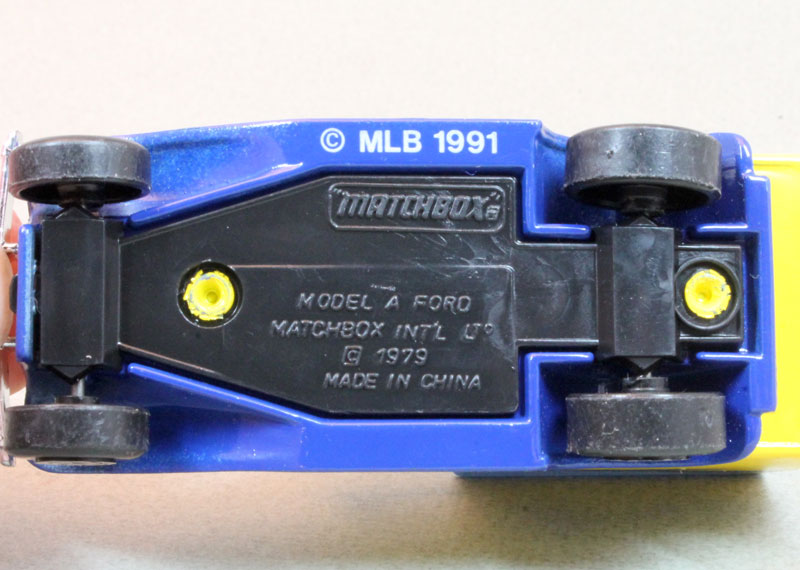 © MLB 1991
MATCHBOX
MODEL A FORD
MATCHBOX INT'L LTD
© 1979
MADE IN CHINA